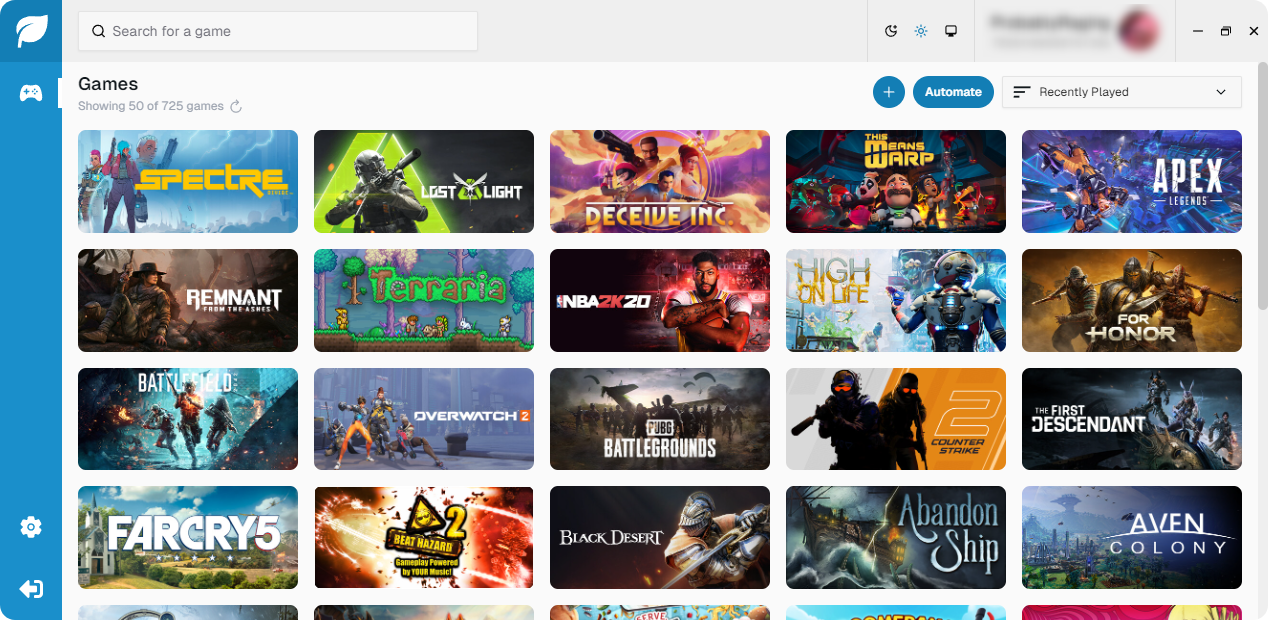 Search for a game
Games
Showing 50 of 725 games
Automate
Recently Played
SPECTRE
DIVIDE
LOST LIGHT
DECEIVE INC.
THIS
MEANS
WARP
APEX
LEGENDS
REMNANT
FROM THE ASHES
Terraria
NBA 2K20
HIGH
ON LIFE
FOR
HONOR
BATTLEFIELD
OVERWATCH 2
PUBG
BATTLEGROUNDS
2
COUNTER
STRIKE
THE FIRST
DESCENDANT
FARCRY5
BEAT HAZARD 2
Gameplay Powered
by YOUR Music!
BLACK DESERT
Abandon
Ship
AVEN
COLONY
SERVE